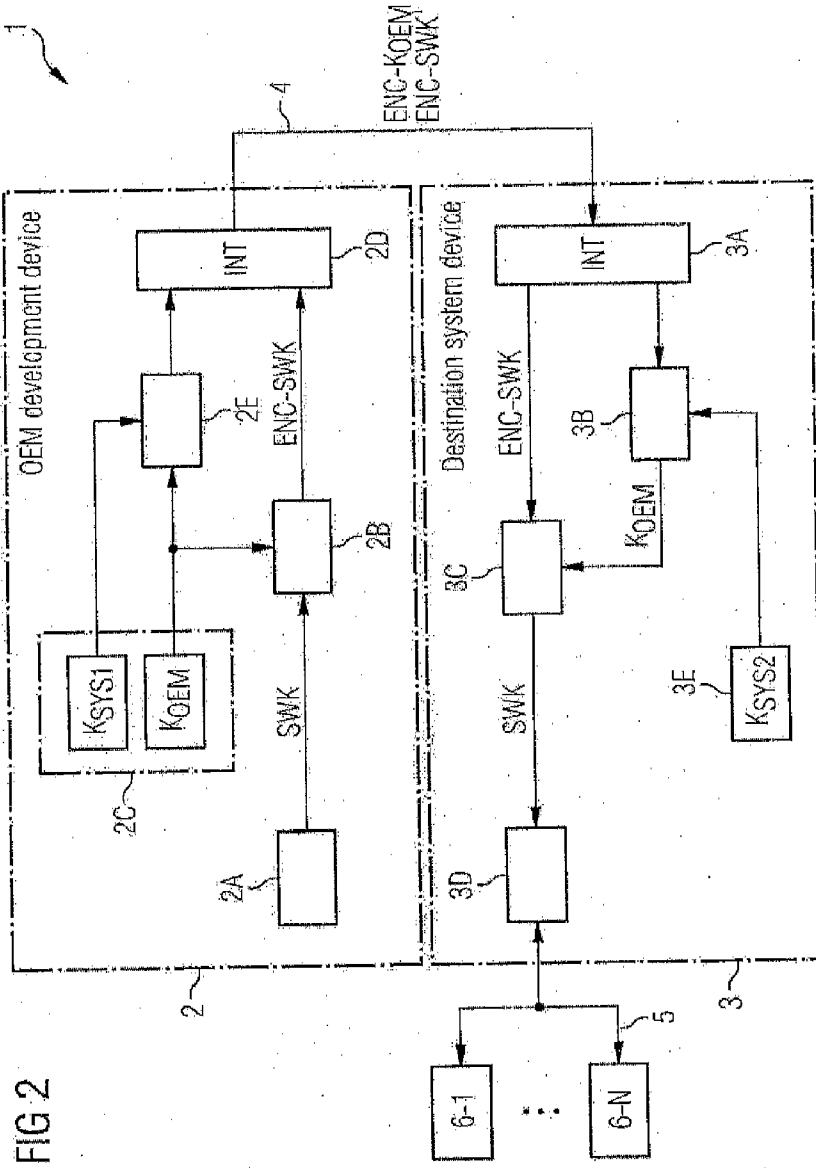 FIG 2
1
OEM development device
2
2C
KSYS1
KOEM
2A
SWK
2B
2E
ENC-SWK
INT
2D
4
ENC-KOEM
ENC-SWK
Destination system device
3
INT
3A
ENC-SWK
3B
KOEM
3C
SWK
3D
3E
KSYS2
5
6-1
...
6-N